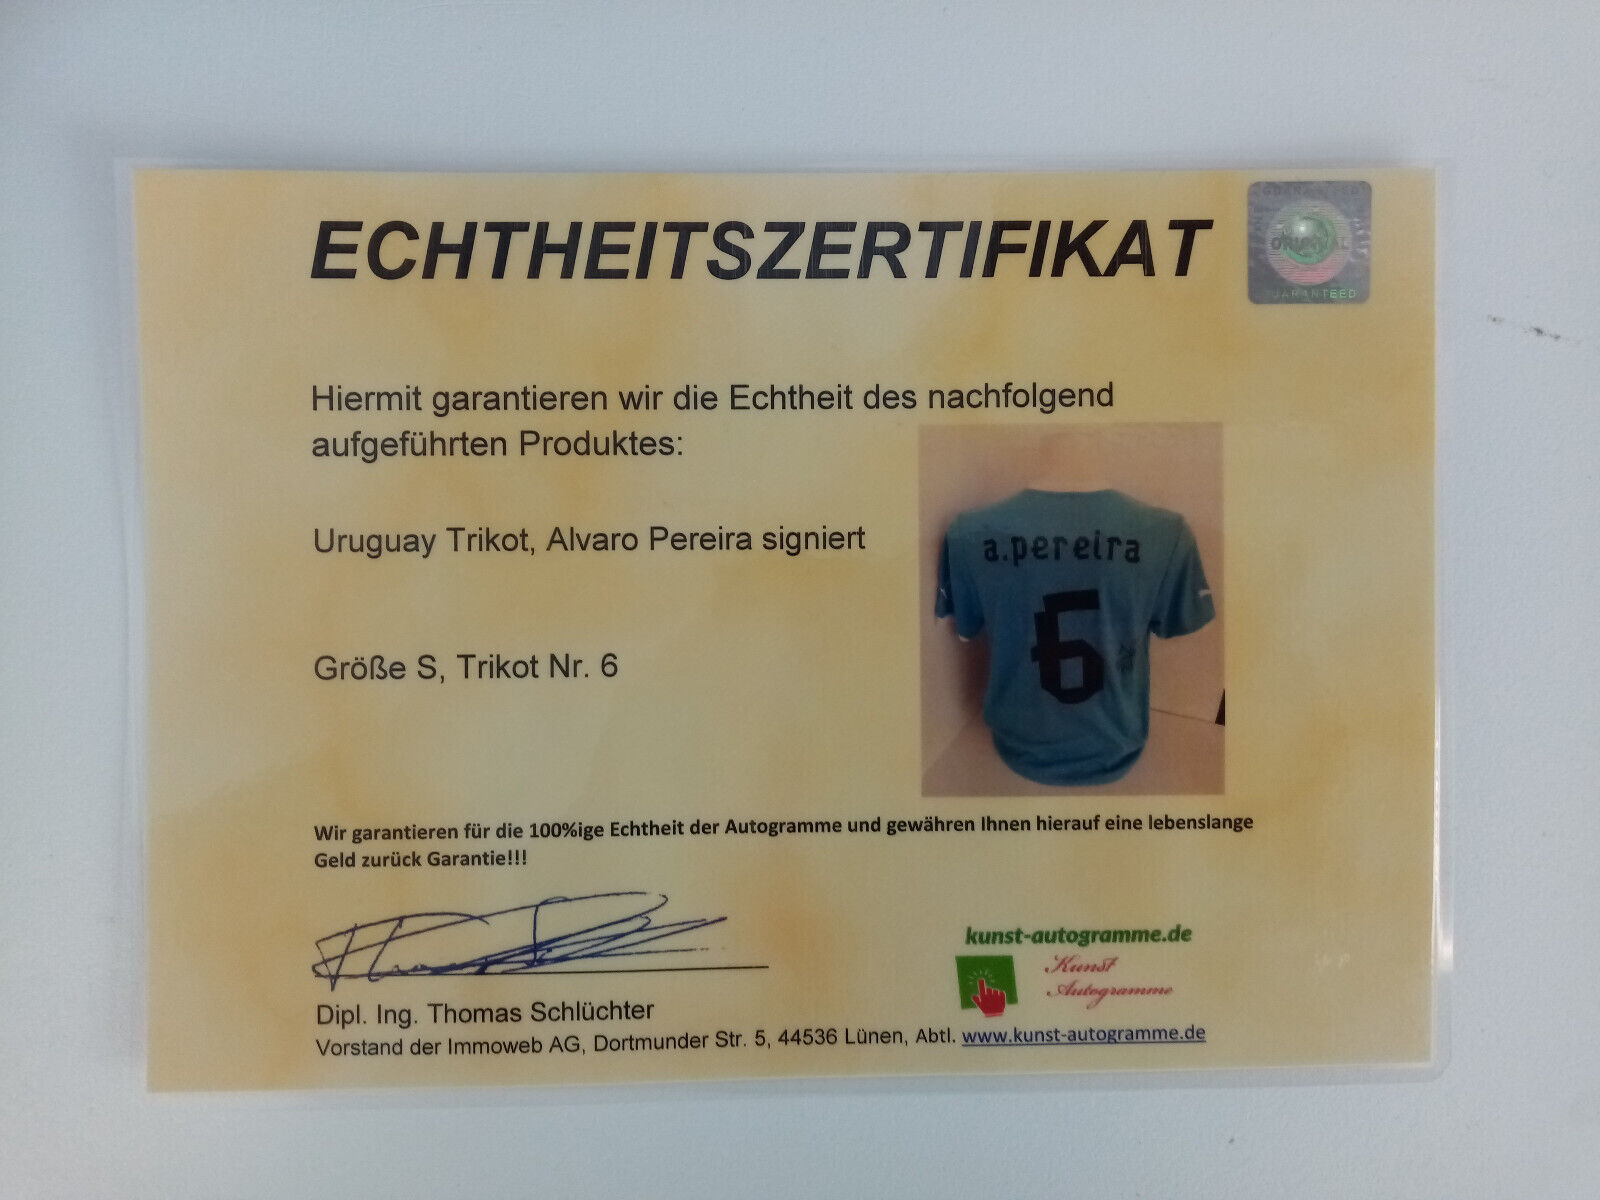 ECHTHEITSZERTIFIKAT
GUARANTEED
ORIGINAL
GUARANTEED
Hiermit garantieren wir die Echtheit des nachfolgend
aufgeführten Produktes:
Uruguay Trikot, Alvaro Pereira signiert
Größe S, Trikot Nr. 6
a.pereira
6
Wir garantieren für die 100%ige Echtheit der Autogramme und gewähren Ihnen hierauf eine lebenslange
Geld zurück Garantie!!!
kunst-autogramme.de
Kunst
Autogramme
Dipl. Ing. Thomas Schlüchter
Vorstand der Immoweb AG, Dortmunder Str. 5, 44536 Lünen, Abtl. www.kunst-autogramme.de